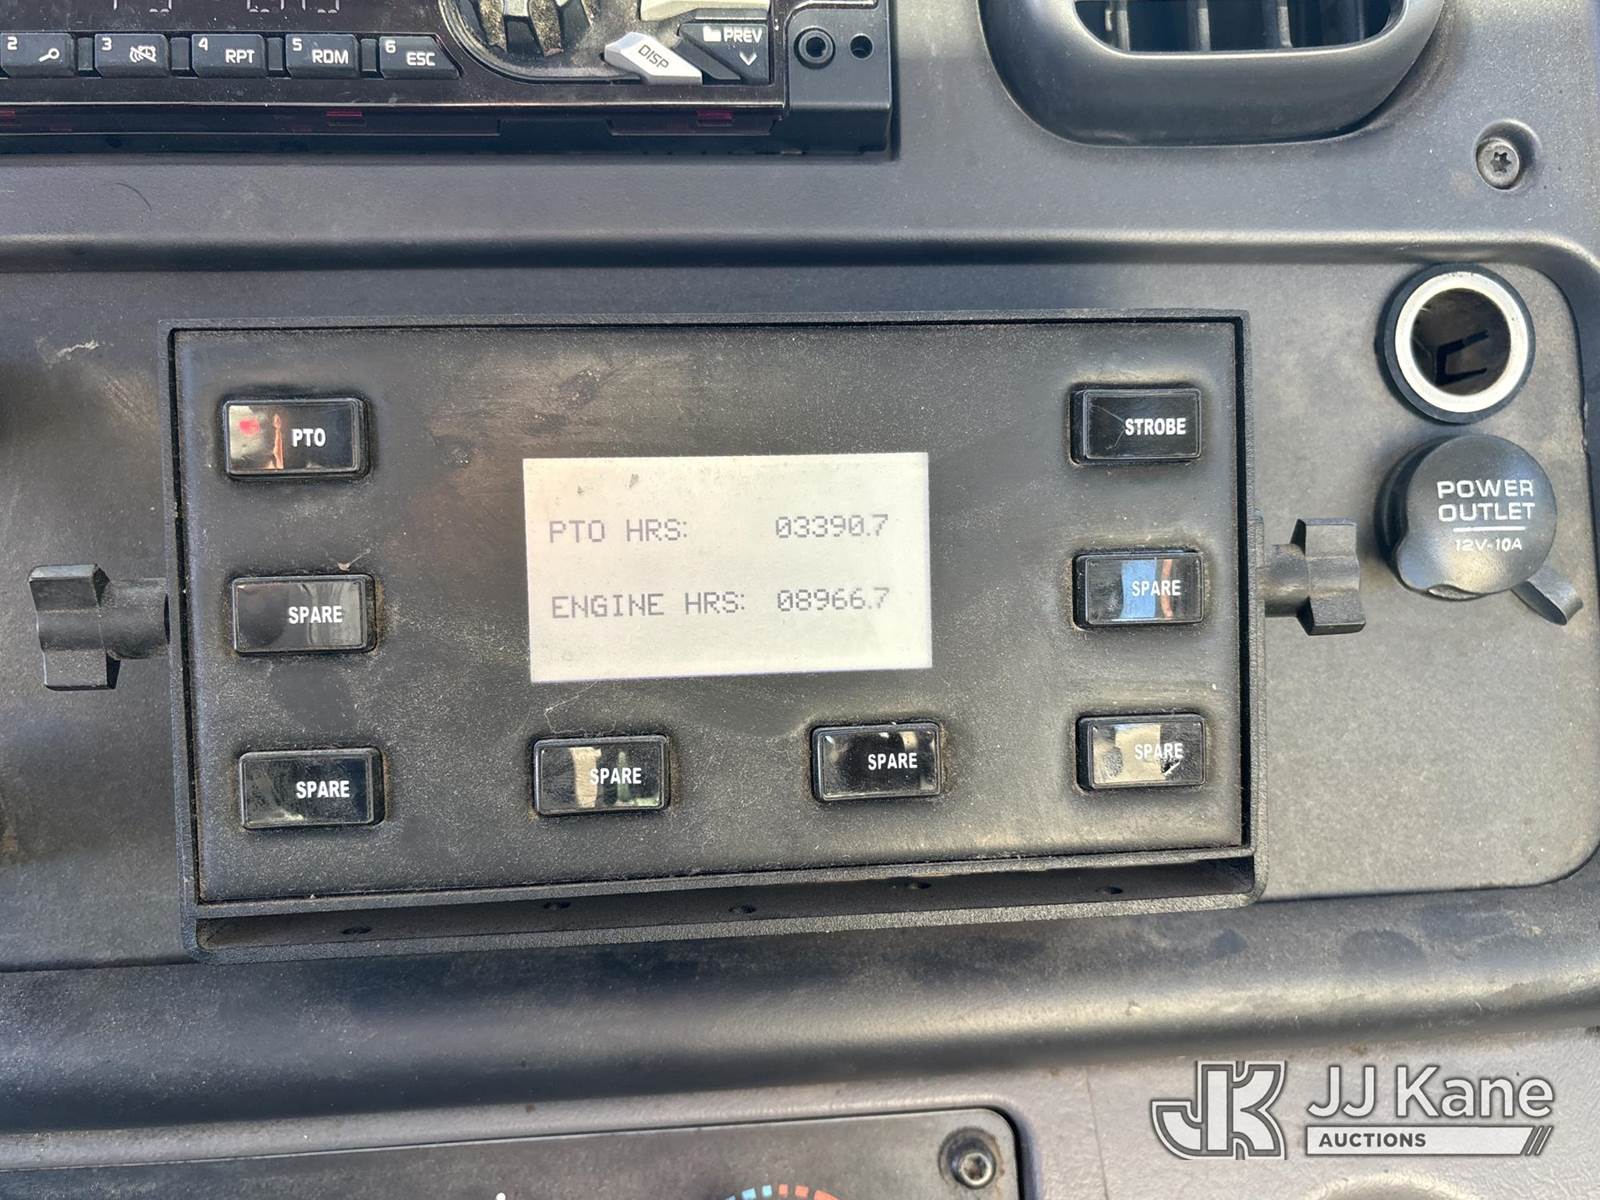 2
3
4 RPT
5 RDM
6 ESC
DISP
PREV
PTO
STROBE
POWER
OUTLET
12V-10A
PTO HRS: 03390.7
ENGINE HRS: 08966.7
SPARE
SPARE
SPARE
SPARE
SPARE
SPARE
JK
JJ Kane
AUCTIONS